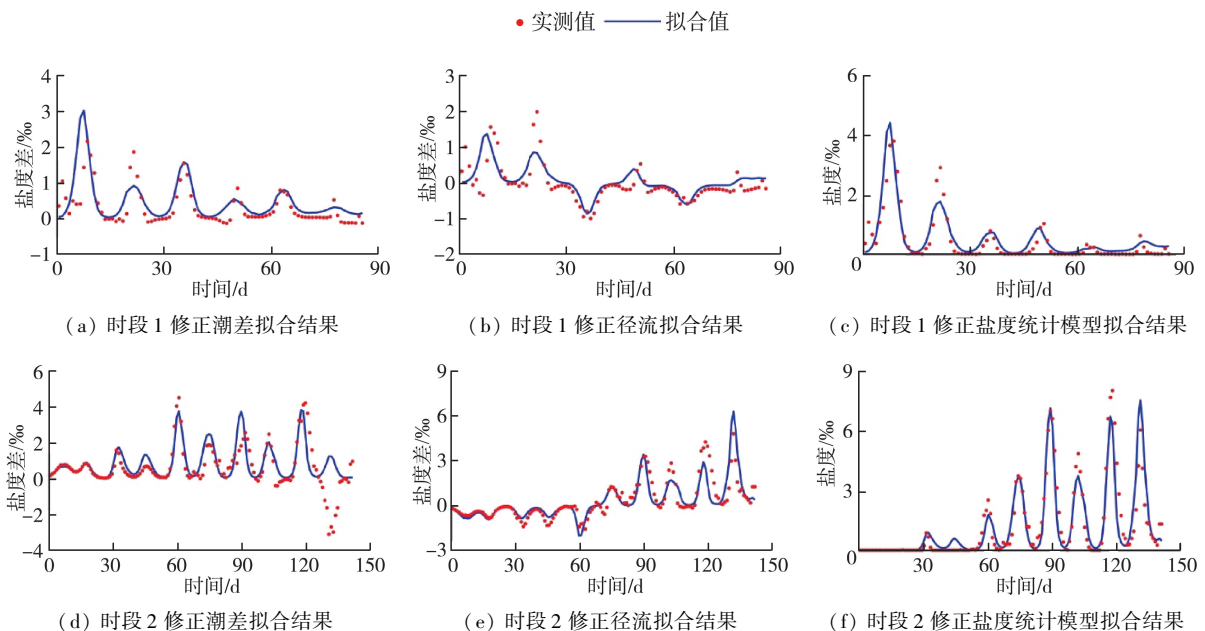 实测值 拟合值
4
3
2
1
0
−1
盐度差/‰
0 30 60 90
时间/d
(a) 时段1修正潮差拟合结果
3
2
1
0
−1
−2
盐度差/‰
0 30 60 90
时间/d
(b) 时段1修正径流拟合结果
6
4
2
盐度/‰
0 30 60 90
时间/d
(c) 时段1修正盐度统计模型拟合结果
6
4
2
0
−2
−4
盐度差/‰
0 30 60 90 120 150
时间/d
(d) 时段2修正潮差拟合结果
9
6
3
0
−3
盐度差/‰
0 30 60 90 120 150
时间/d
(e) 时段2修正径流拟合结果
9
6
3
0
盐度/‰
30 60 90 120 150
时间/d
(f) 时段2修正盐度统计模型拟合结果